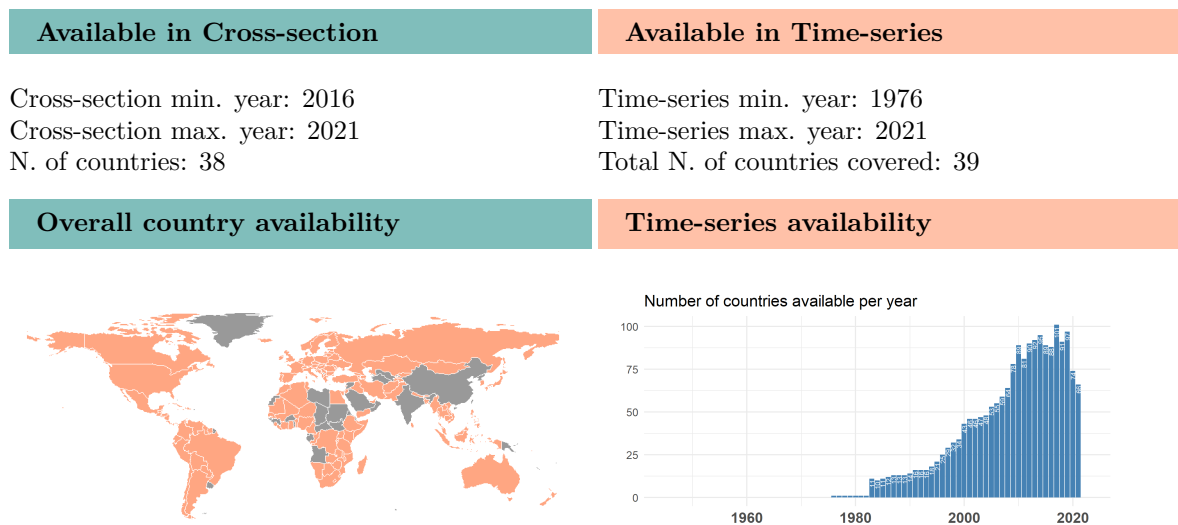 Available in Cross-section
Available in Time-series
Cross-section min. year: 2016
Cross-section max. year: 2021
N. of countries: 38
Time-series min. year: 1976
Time-series max. year: 2021
Total N. of countries covered: 39
Overall country availability
Time-series availability
Number of countries available per year
100
75
50
25
0
1960
1980
2000
2020